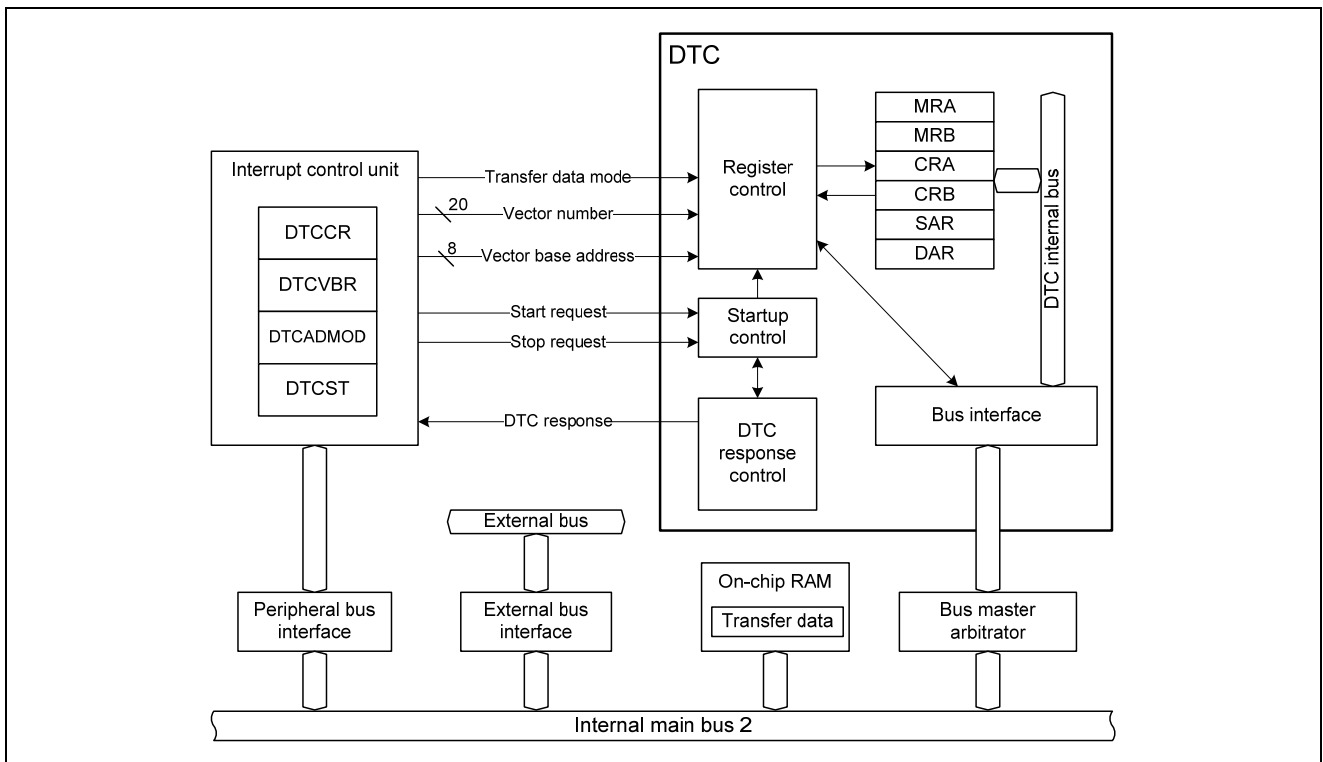 DTC
Interrupt control unit
DTCCR
DTCVBR
DTCADMOD
DTCST
Transfer data mode
20
Vector number
8
Vector base address
Start request
Stop request
DTC response
Register
control
Startup
control
DTC
response
control
MRA
MRB
CRA
CRB
SAR
DAR
DTC internal bus
Bus interface
External bus
Peripheral bus
interface
External bus
interface
On-chip RAM
Transfer data
Bus master
arbitrator
Internal main bus 2